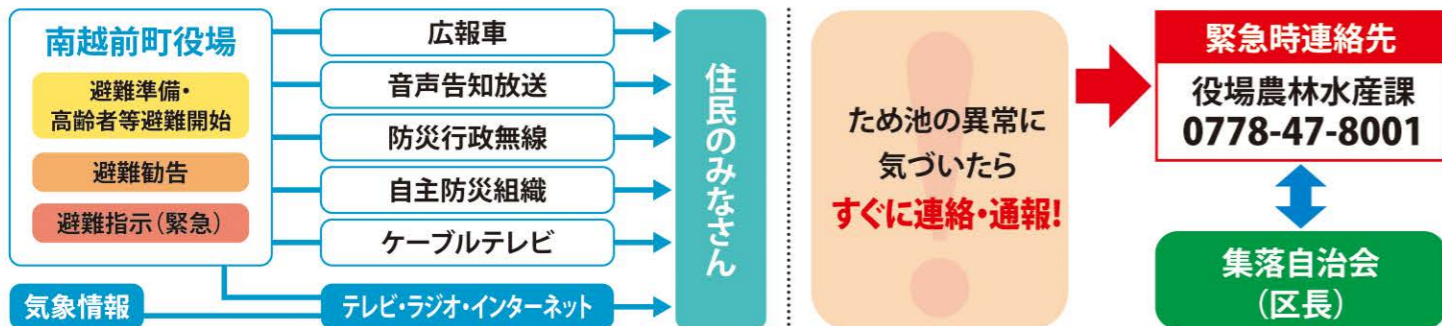 南越前町役場
避難準備・
高齢者等避難開始
避難勧告
避難指示(緊急)
気象情報
広報車
音声告知放送
防災行政無線
自主防災組織
ケーブルテレビ
テレビ・ラジオ・インターネット
住民のみなさん
ため池の異常に
気づいたら
すぐに連絡・通報!
緊急時連絡先
役場農林水産課
0778-47-8001
集落自治会
(区長)